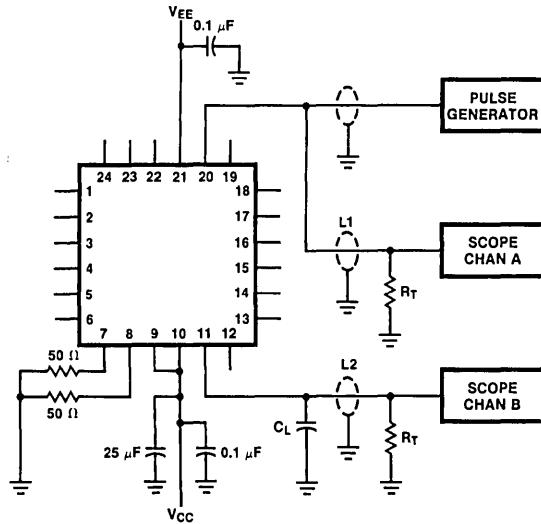 VEE
0.1 µF
PULSE
GENERATOR
24 23 22 21 20 19
1
2
3
4
5
6
18
17
16
15
14
13
7 8 9 10 11 12
L1
SCOPE
CHAN A
RT
50 Ω
50 Ω
L2
SCOPE
CHAN B
CL
RT
25 µF
0.1 µF
VCC